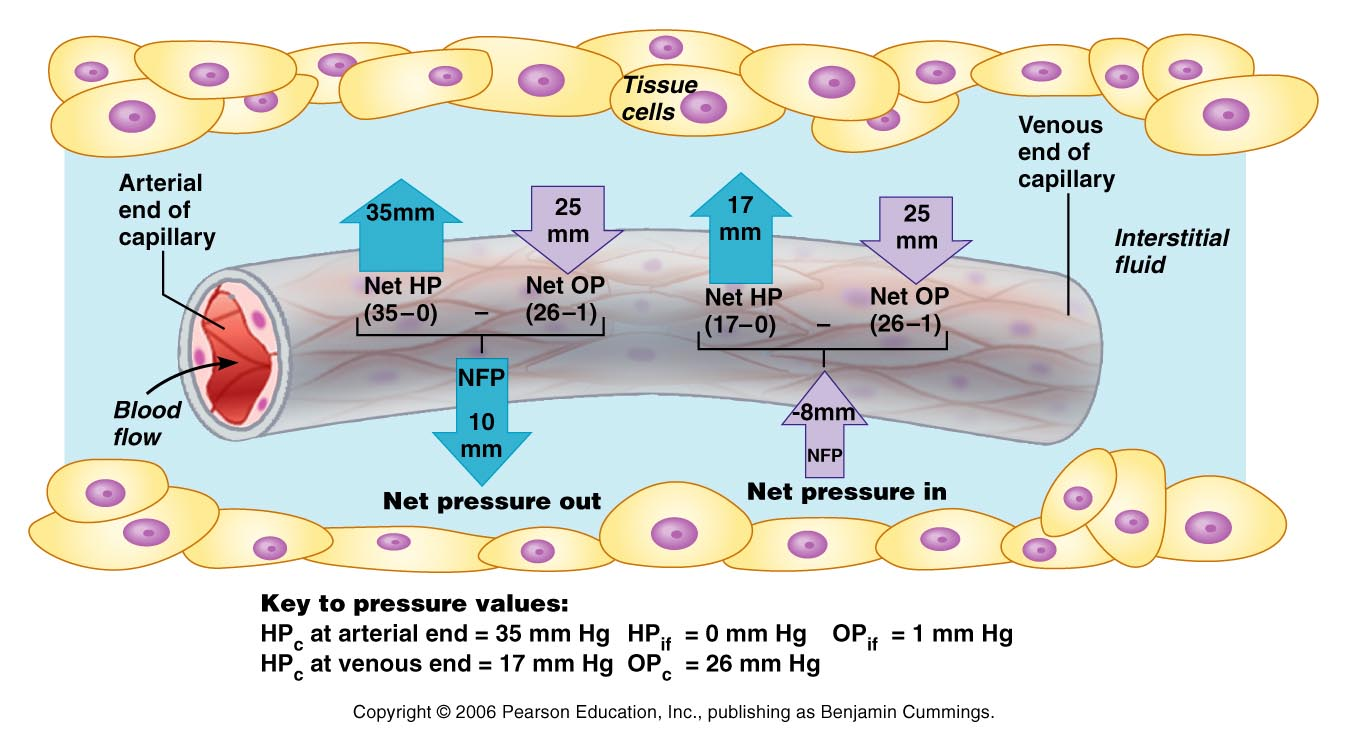 Tissue
cells
Venous
end of
capillary
Arterial
end of
capillary
35mm
25
mm
17
mm
25
mm
Interstitial
fluid
Net HP
(35–0)
–
Net OP
(26–1)
Net HP
(17–0)
–
Net OP
(26–1)
NFP
10
mm
-8mm
NFP
Blood
flow
Net pressure out
Net pressure in
Key to pressure values:
HPc at arterial end = 35 mm Hg HPif = 0 mm Hg OPif = 1 mm Hg
HPc at venous end = 17 mm Hg OPc = 26 mm Hg
Copyright © 2006 Pearson Education, Inc., publishing as Benjamin Cummings.